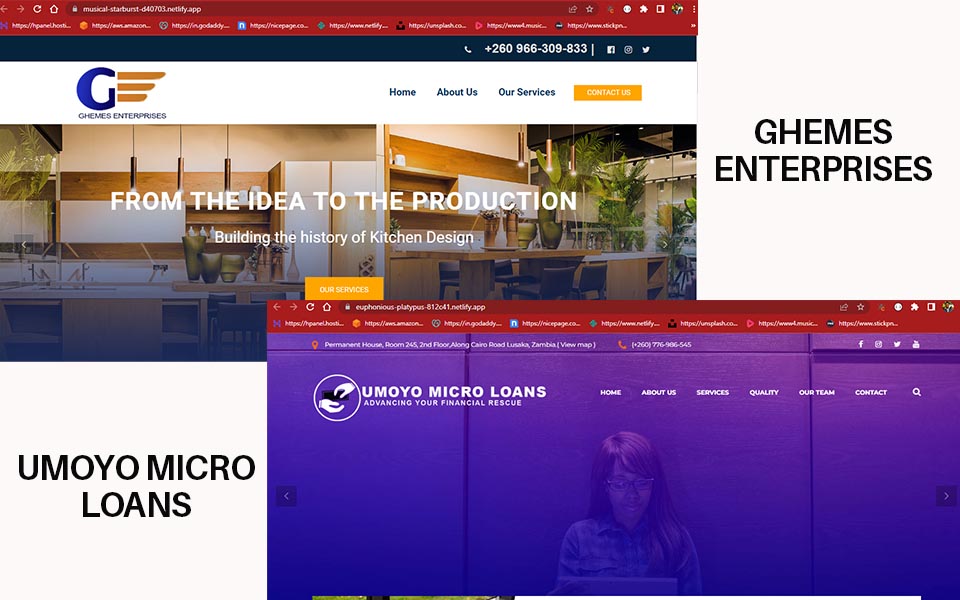 musical-starburst-d40703.netlify.app
https://hpanel.hosti...
https://aws.amazon...
https://in.godaddy....
https://nicepage.co...
https://www.netlify....
https://unsplash.co...
https://www4.music...
https://www.stickpn...
»
+260 966-309-833 |
GE
GHEMES ENTERPRISES
Home
About Us
Our Services
CONTACT US
FROM THE IDEA TO THE PRODUCTION
Building the history of Kitchen Design
OUR SERVICES
GHEMES
ENTERPRISES
euphonious-platypus-812c41.netlify.app
https://hpanel.hosti...
https://aws.amazon...
https://in.godaddy....
https://nicepage.co...
https://www.netlify....
https://unsplash.co...
https://www4.music...
https://www.stickpn...
Permanent House, Room 245, 2nd Floor,Along Cairo Road Lusaka, Zambia.( View map )
(+260) 776-986-545
UMOYO MICRO LOANS
ADVANCING YOUR FINANCIAL RESCUE
HOME
ABOUT US
SERVICES
QUALITY
OUR TEAM
CONTACT
UMOYO MICRO
LOANS